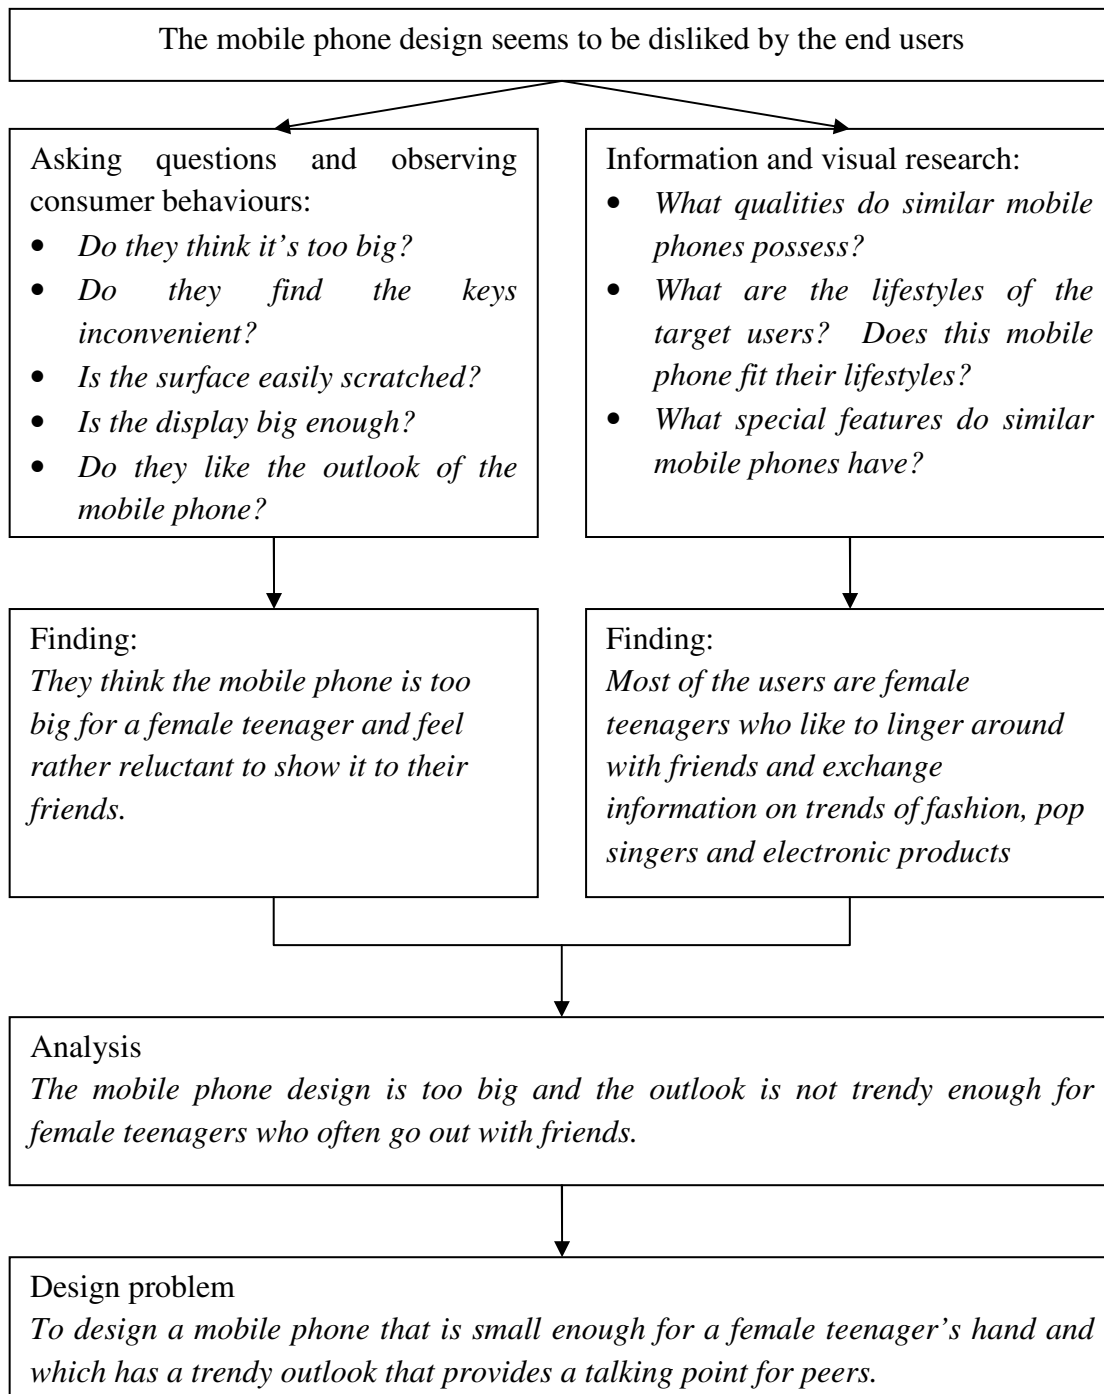 The mobile phone design seems to be disliked by the end users
Asking questions and observing
consumer behaviours:
• Do they think it's too big?
• Do they find the keys
inconvenient?
• Is the surface easily scratched?
• Is the display big enough?
• Do they like the outlook of the
mobile phone?
Information and visual research:
• What qualities do similar mobile
phones possess?
• What are the lifestyles of the
target users? Does this mobile
phone fit their lifestyles?
• What special features do similar
mobile phones have?
Finding:
They think the mobile phone is too
big for a female teenager and feel
rather reluctant to show it to their
friends.
Finding:
Most of the users are female
teenagers who like to linger around
with friends and exchange
information on trends of fashion, pop
singers and electronic products
Analysis
The mobile phone design is too big and the outlook is not trendy enough for
female teenagers who often go out with friends.
Design problem
To design a mobile phone that is small enough for a female teenager's hand and
which has a trendy outlook that provides a talking point for peers.